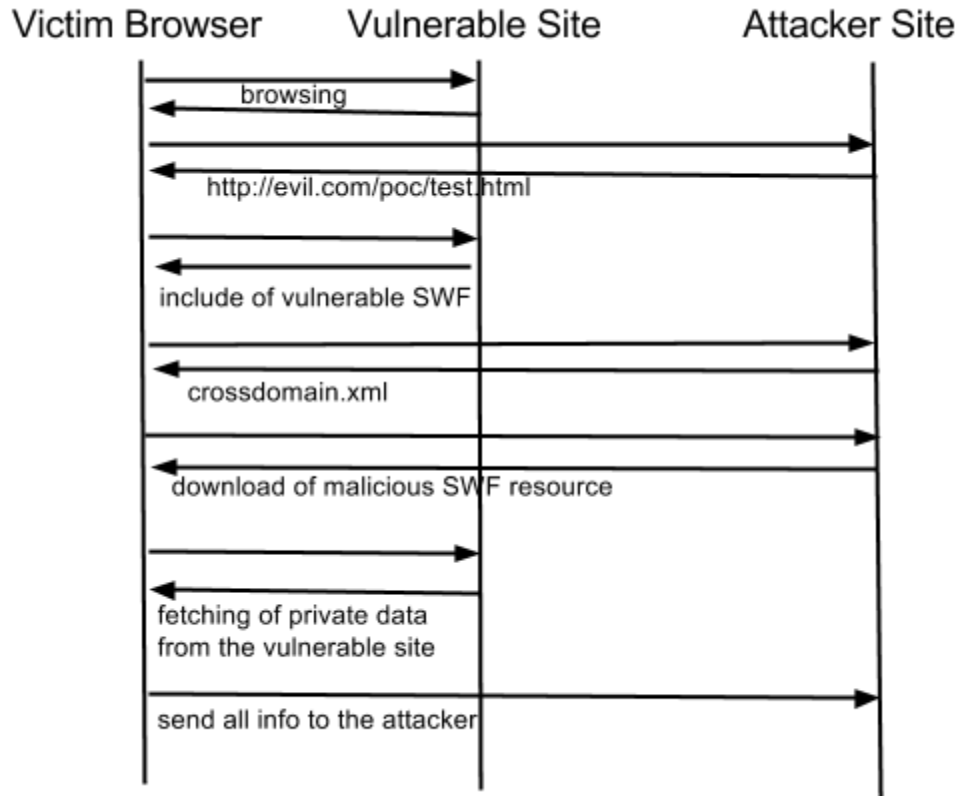 Victim Browser
Vulnerable Site
Attacker Site
browsing
http://evil.com/poc/test.html
include of vulnerable SWF
crossdomain.xml
download of malicious SWF resource
fetching of private data
from the vulnerable site
send all info to the attacker